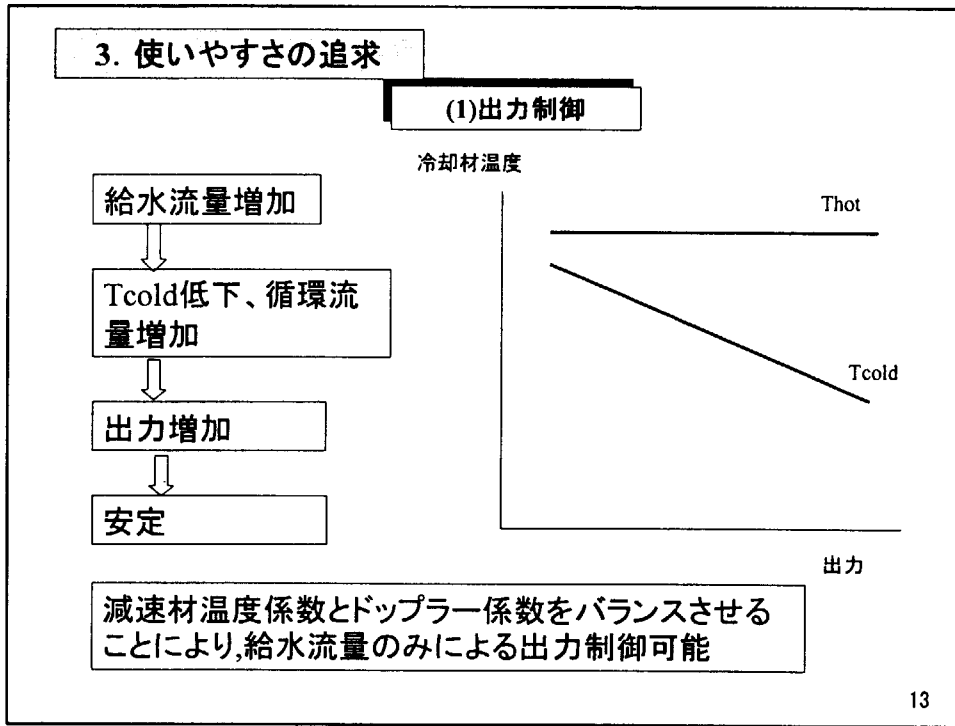 3. 使いやすさの追求
(1)出力制御
給水流量増加
Tcold低下、循環流
量増加
出力増加
安定
冷却材温度
Thot
Tcold
出力
減速材温度係数とドップラー係数をバランスさせる
ことにより,給水流量のみによる出力制御可能
13